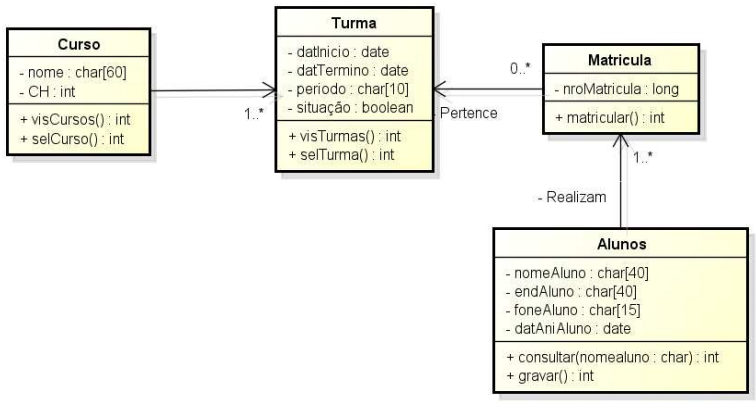 Curso
- nome : char[60]
- CH : int
+ visCursos() : int
+ selCurso() : int
1..*
Turma
- datInicio : date
- datTermino : date
- periodo : char[10]
- situação : boolean
+ visTurmas() : int
+ selTurma() : int
0..*
- Pertence
Matricula
- nroMatricula : long
+ matricular() : int
1..*
- Realizam
Alunos
- nomeAluno : char[40]
- endAluno : char[40]
- foneAluno : char[15]
- datAniAluno : date
+ consultar(nomealuno : char) : int
+ gravar() : int